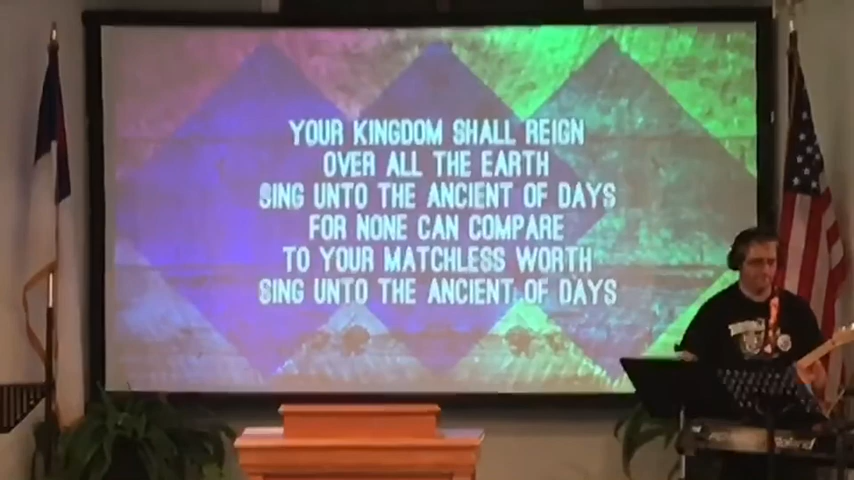 YOUR KINGDOM SHALL REIGN
OVER ALL THE EARTH
SING UNTO THE ANCIENT OF DAYS
FOR NONE CAN COMPARE
TO YOUR MATCHLESS WORTH
SING UNTO THE ANCIENT OF DAYS
Roland